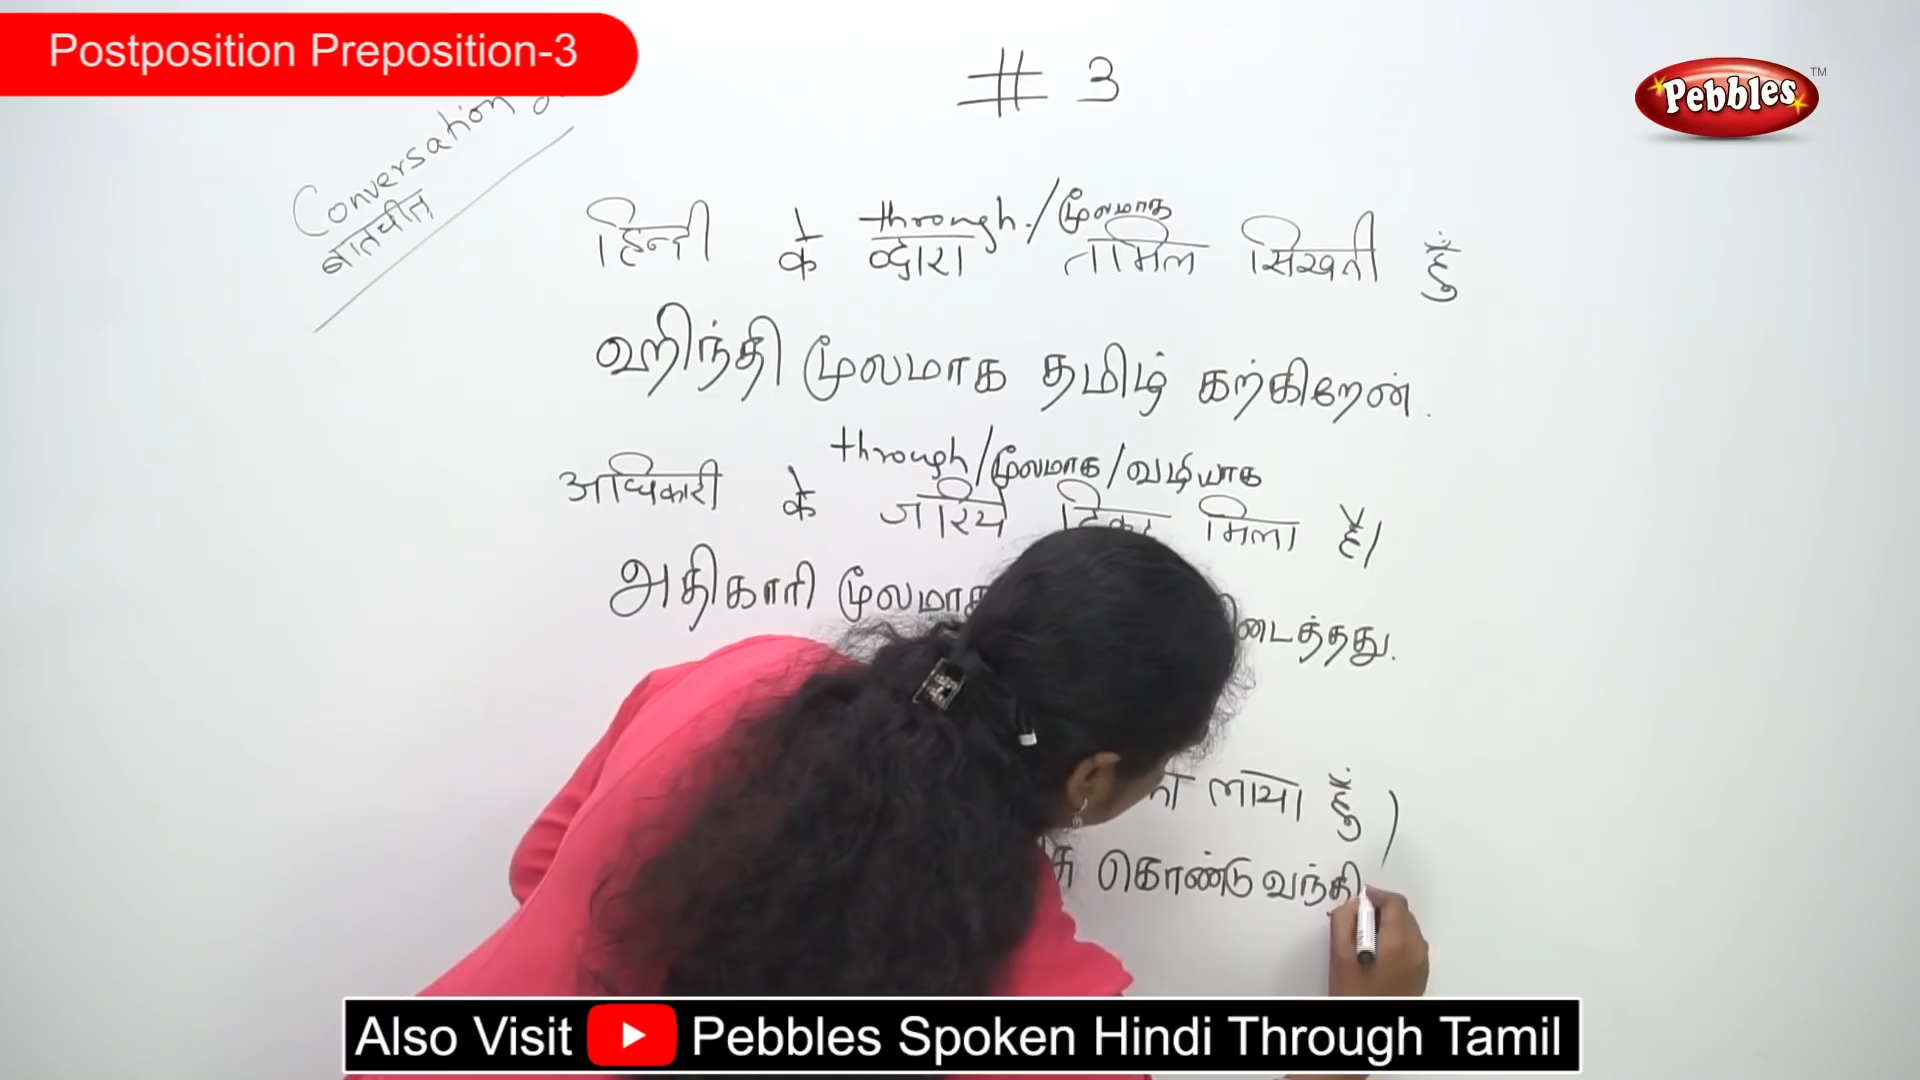 Postposition Preposition-3
# 3
Pebbles™
Conversation
बातचीत
through / மூலமாக
हिन्दी के द्वारा तामिल सिखती हूँ
ஹிந்தி மூலமாக தமிழ் கற்கிறேன்.
through / மூலமாக / வழியாக
अधिकारी के जरिये मिला है।
அதிகாரி மூலமாக டைத்தது.
लाया हूँ।
கொண்டு வந்தி
Also Visit Pebbles Spoken Hindi Through Tamil